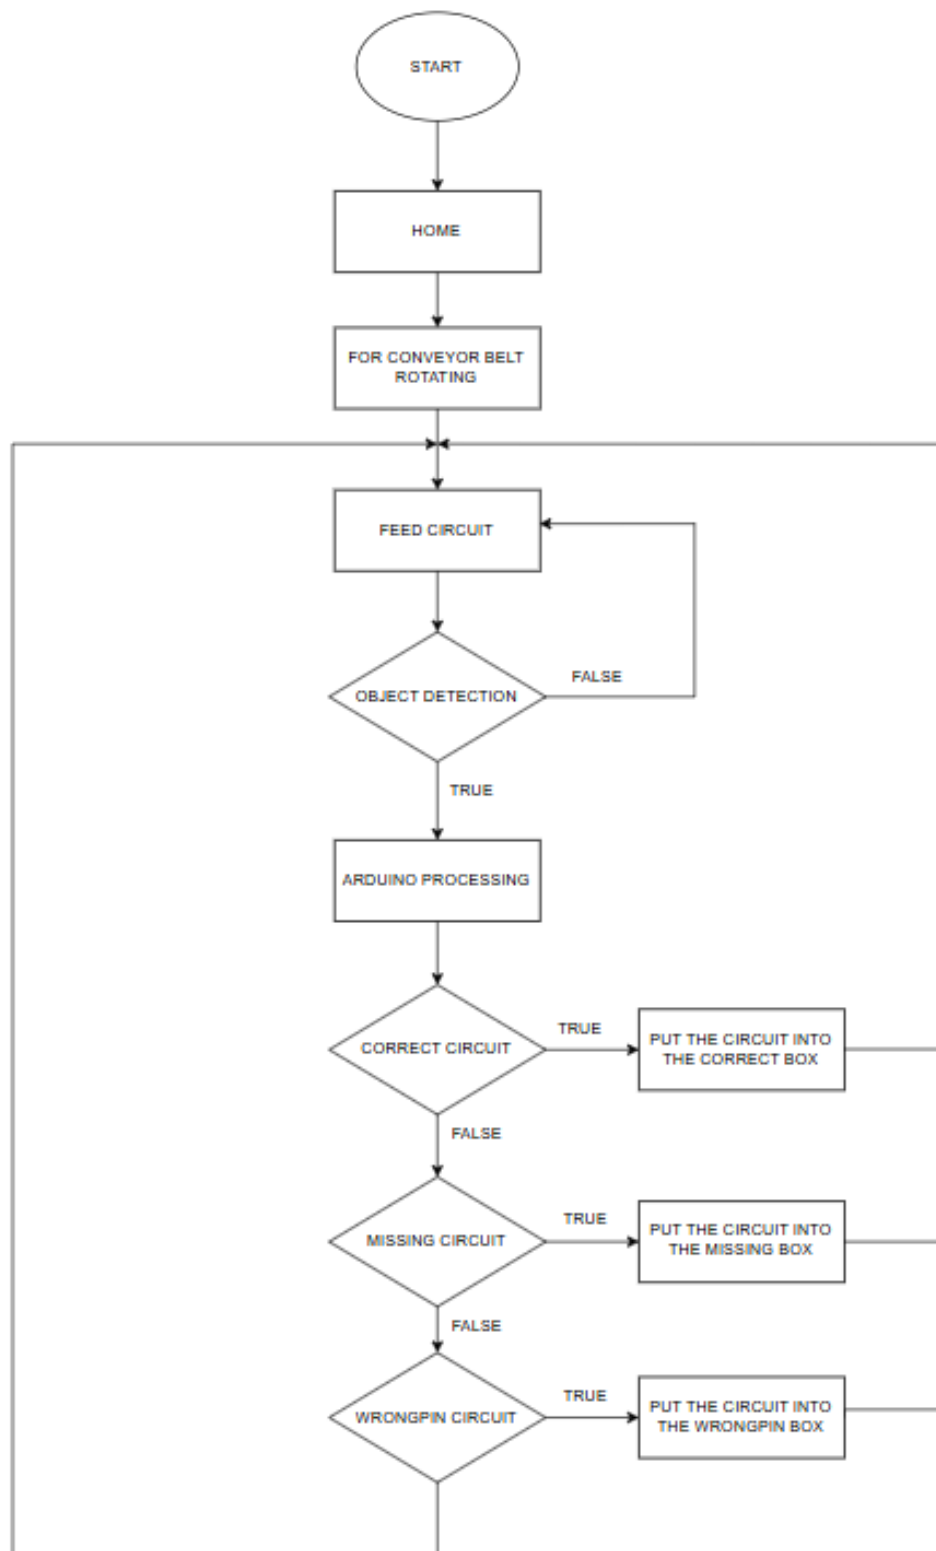 START
HOME
FOR CONVEYOR BELT
ROTATING
FEED CIRCUIT
OBJECT DETECTION
FALSE
TRUE
ARDUINO PROCESSING
CORRECT CIRCUIT
TRUE
PUT THE CIRCUIT INTO
THE CORRECT BOX
FALSE
MISSING CIRCUIT
TRUE
PUT THE CIRCUIT INTO
THE MISSING BOX
FALSE
WRONGPIN CIRCUIT
TRUE
PUT THE CIRCUIT INTO
THE WRONGPIN BOX